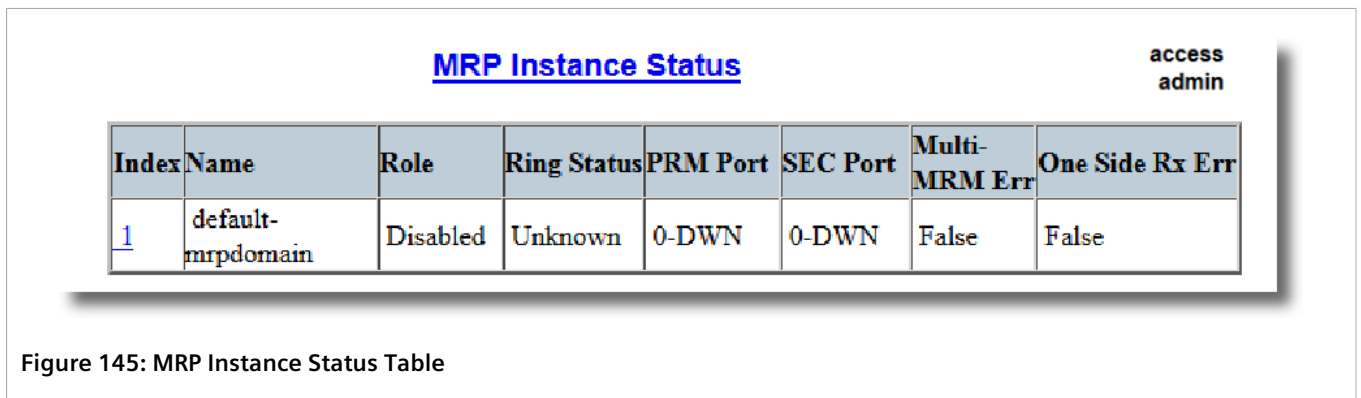 MRP Instance Status
access
admin
Index Name Role Ring Status PRM Port SEC Port Multi-MRM Err One Side Rx Err
1 default-mrpdomain Disabled Unknown 0-DWN 0-DWN False False
Figure 145: MRP Instance Status Table